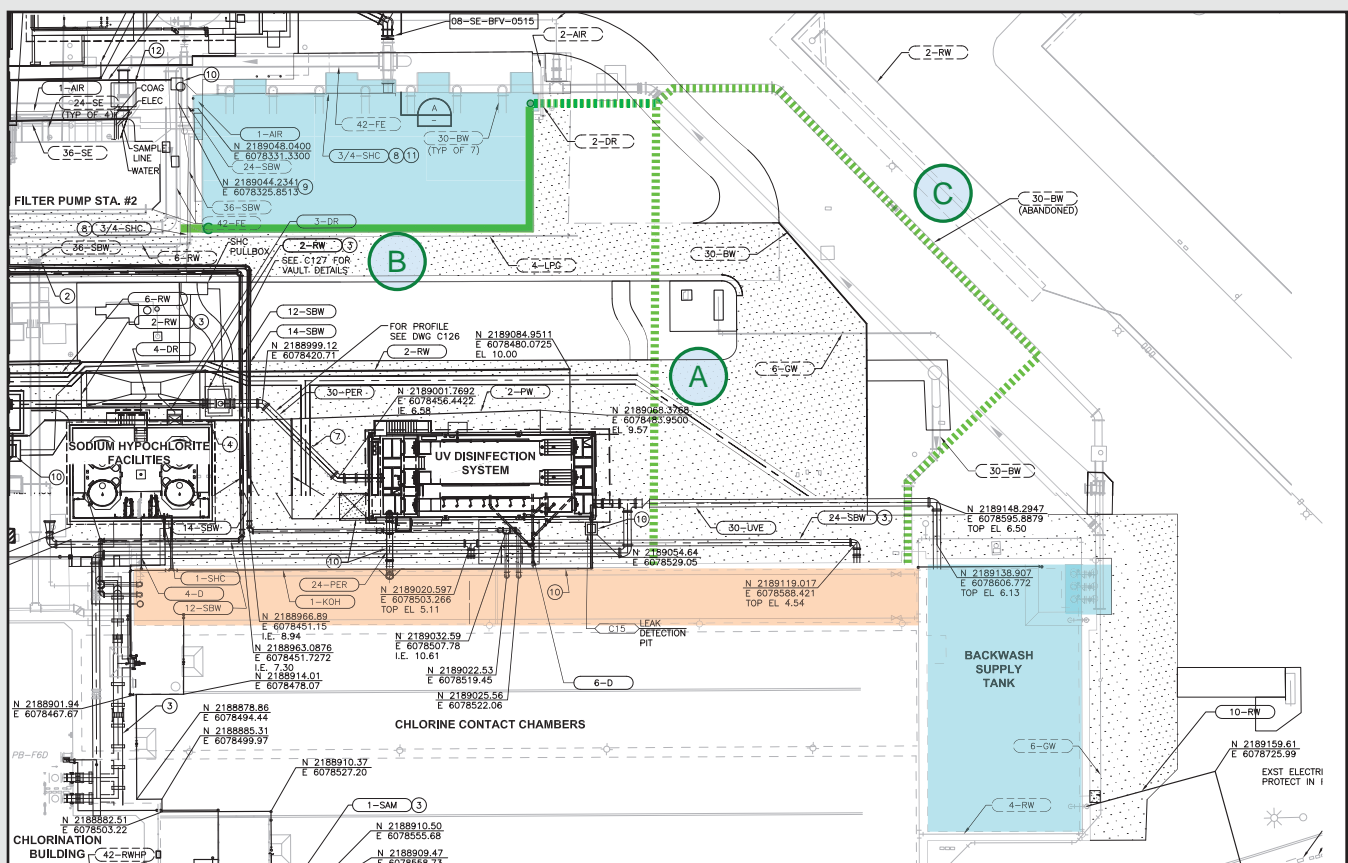 08-SE-BFV-0515
2-AIR
2-RW
12
10
1-AIR
COAG
24-SE
ELEC
(TYP OF 4)
36-SE
SAMPLE
LINE
WATER
A
42-FE
1-AIR
N 2189048.0400
E 6078331.3300
24-SBW
3/4-SHC
8
11
30-BW
(TYP OF 7)
2-DR
N 2189044.2341
E 6078325.8513
9
36-SBW
C
30-BW
(ABANDONED)
FILTER PUMP STA. #2
42-FE
3-DR
8
3/4-SHC
36-SBW
6-RW
SHC
PULLBOX
2-RW
3
SEE C127 FOR
VAULT DETAILS
B
4-LPG
30-BW
2
6-RW
2-RW
3
4-DR
12-SBW
14-SBW
N 2188999.12
E 6078420.71
FOR PROFILE
SEE DWG C126
2-RW
N 2189084.9511
E 6078480.0725
EL 10.00
A
6-GW
30-PER
N 2189001.7692
E 6078456.4422
IE. 6.58
2-PW
N 2189068.3768
E 6078483.9500
EL 9.57
SODIUM HYPOCHLORITE
FACILITIES
4
7
UV DISINFECTION
SYSTEM
10
30-BW
14-SBW
10
30-UVE
24-SBW
3
N 2189148.2947
E 6078595.8879
TOP EL 6.50
10
N 2189054.64
E 6078529.05
1-SHC
4-D
12-SBW
24-PER
1-KOH
N 2189020.597
E 6078503.266
TOP EL 5.11
10
N 2189119.017
E 6078588.421
TOP EL 4.54
N 2189138.907
E 6078606.772
TOP EL 6.13
N 2188966.89
E 6078451.15
I.E. 8.94
N 2188963.0876
E 6078451.7272
I.E. 7.30
N 2189032.59
E 6078507.78
I.E. 10.61
C15
LEAK
DETECTION
PIT
N 2188914.01
E 6078478.07
N 2189022.53
E 6078519.45
6-D
N 2189025.56
E 6078522.06
BACKWASH
SUPPLY
TANK
N 2188901.94
E 6078467.67
3
N 2188878.86
E 6078494.44
N 2188885.31
E 6078499.97
CHLORINE CONTACT CHAMBERS
10-RW
PB-F6D
6-GW
N 2189159.61
E 6078725.99
N 2188910.37
E 6078527.20
EXST ELECTRI
PROTECT IN
4-RW
1-SAM
3
N 2188882.51
E 6078503.22
N 2188910.50
E 6078555.68
CHLORINATION
BUILDING
42-RWHP
N 2188909.47
E 6078558.73